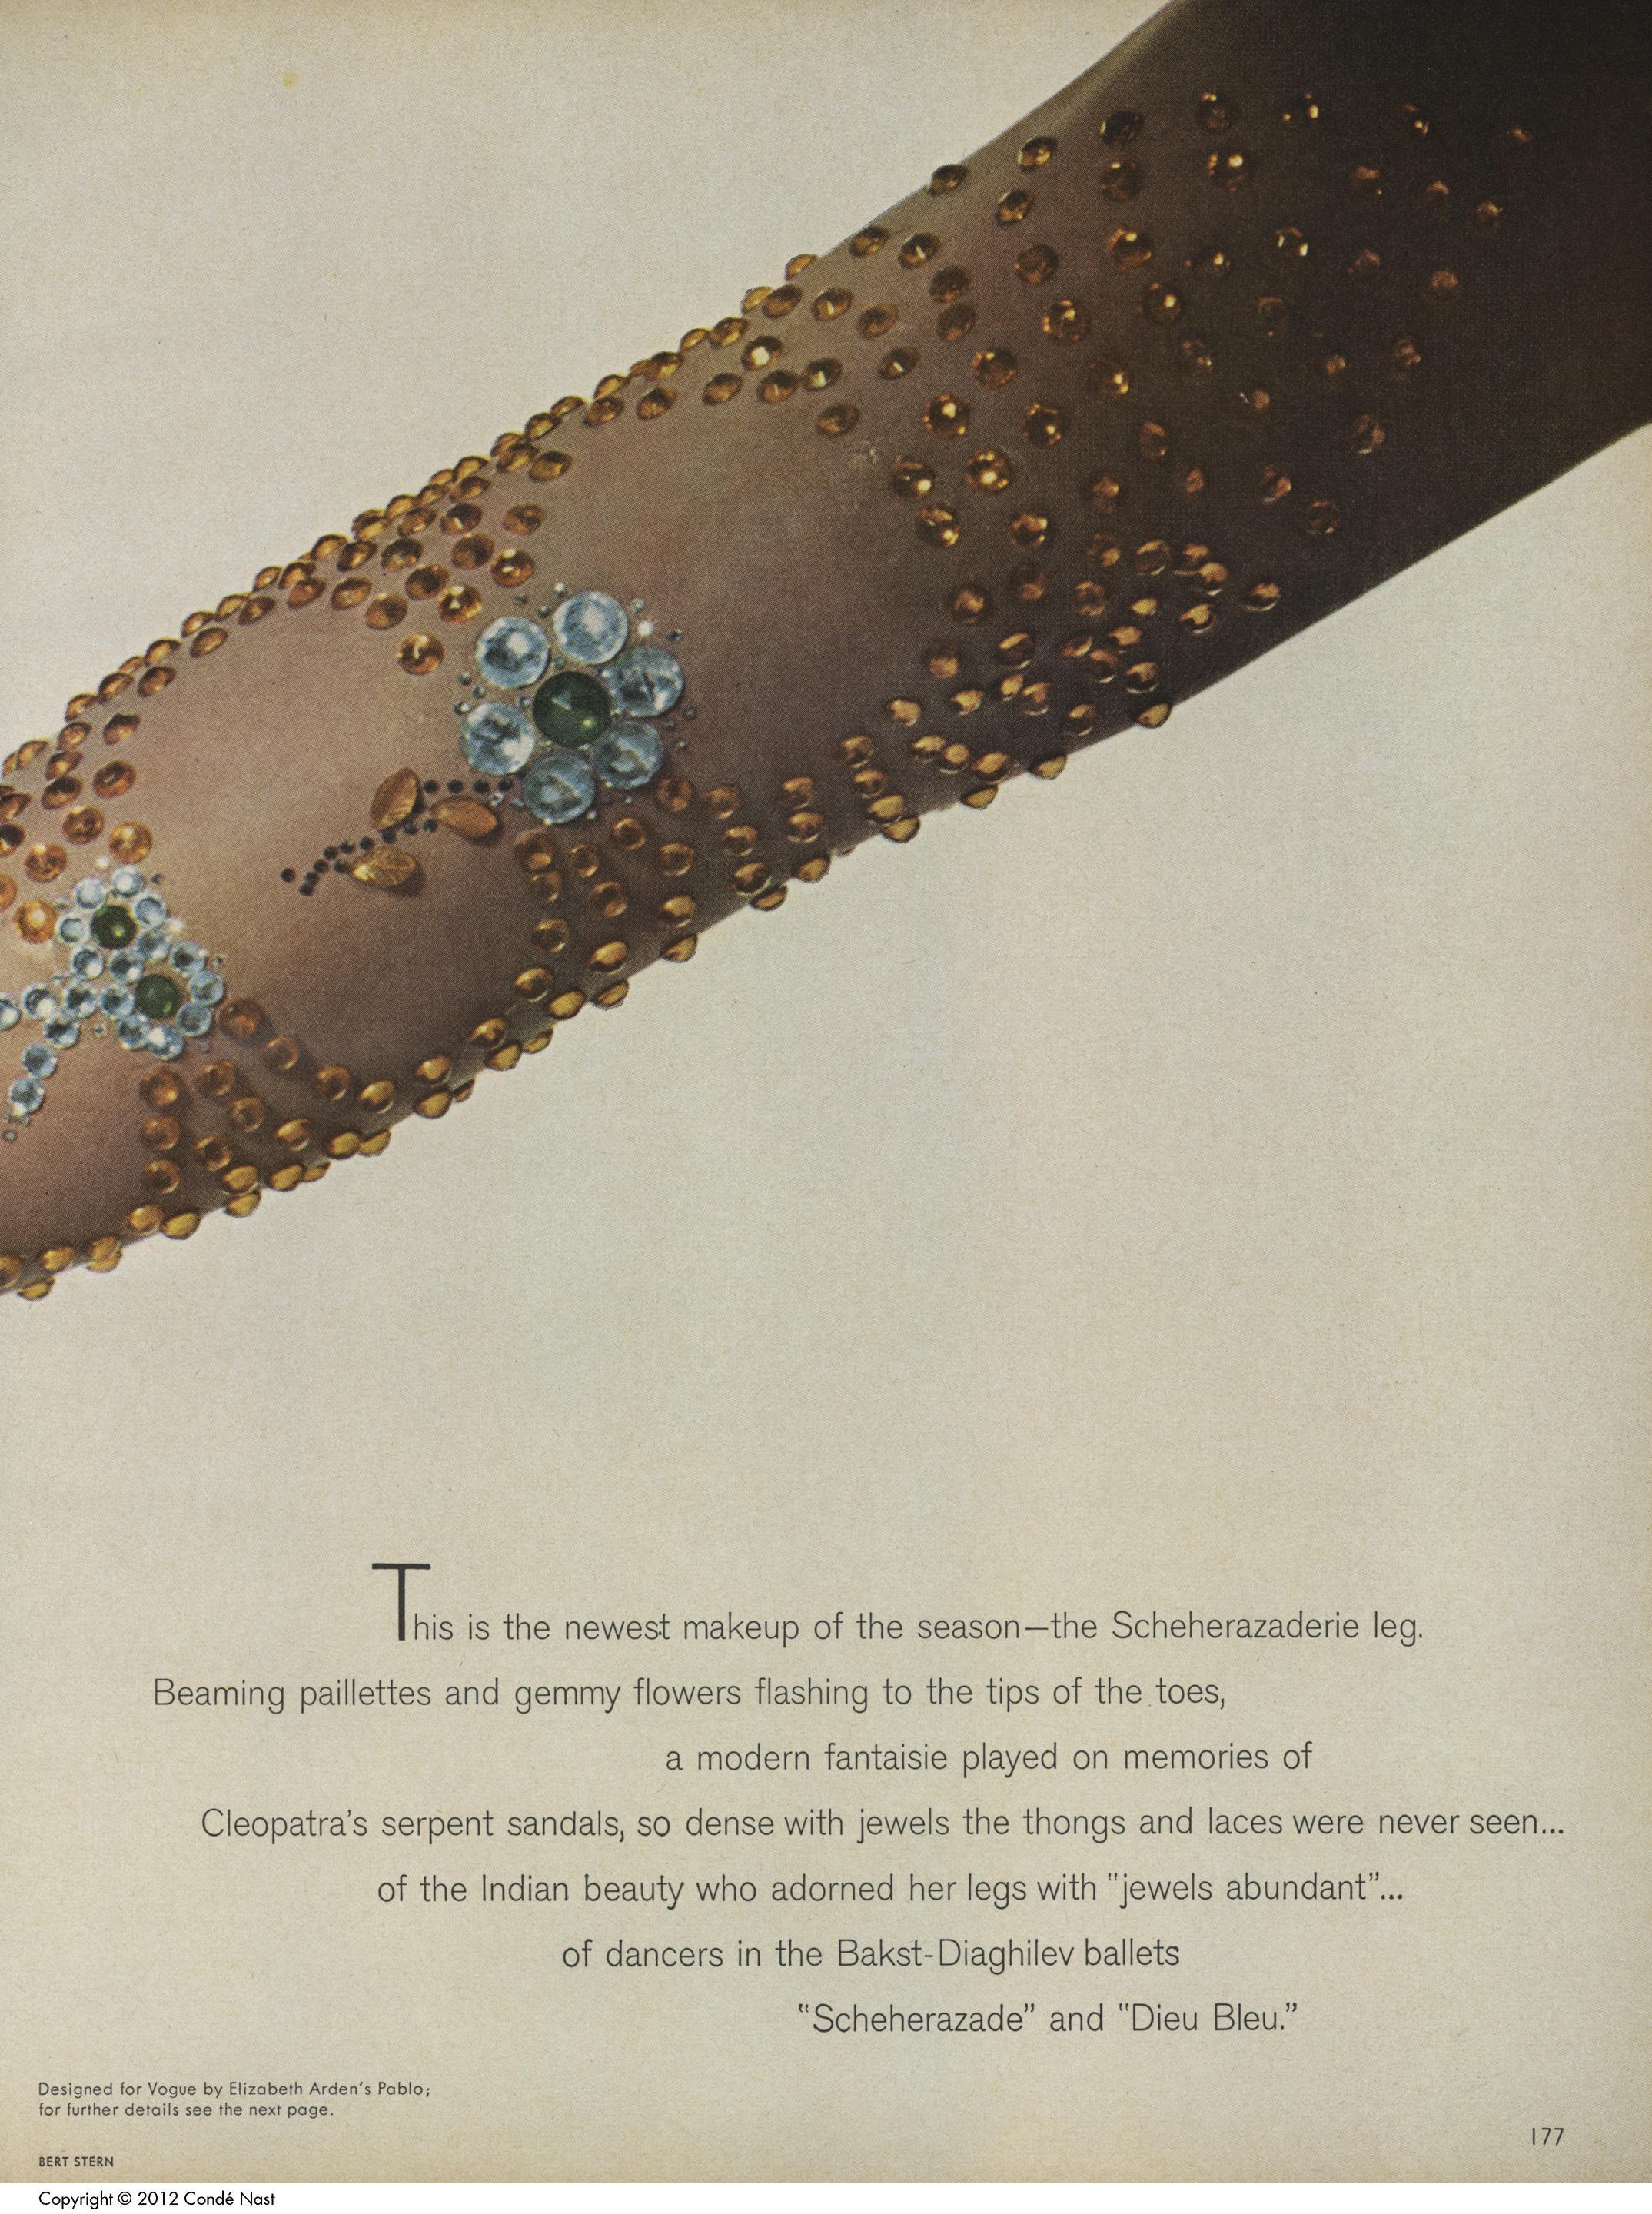 This is the newest makeup of the season—the Scheherazaderie leg.
Beaming paillettes and gemmy flowers flashing to the tips of the toes,
a modern fantaisie played on memories of
Cleopatra's serpent sandals, so dense with jewels the thongs and laces were never seen...
of the Indian beauty who adorned her legs with "jewels abundant"...
of dancers in the Bakst-Diaghilev ballets
"Scheherazade" and "Dieu Bleu."
Designed for Vogue by Elizabeth Arden's Pablo;
for further details see the next page.
177
BERT STERN
Copyright © 2012 Condé Nast